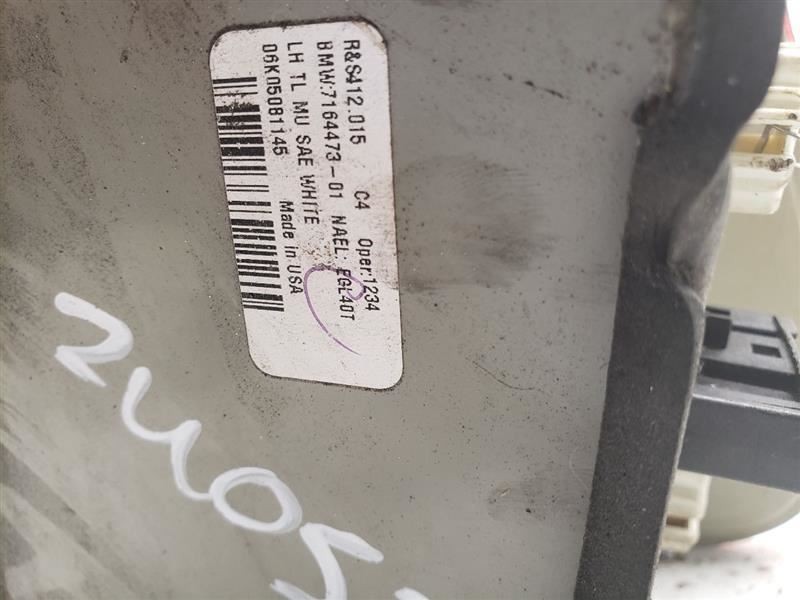 R&S412.015 C4 Oper:1234
BMW:7164473-01 NAEL: EGL40T
LH TL MU SAE WHITE
06K05081145 Made in USA